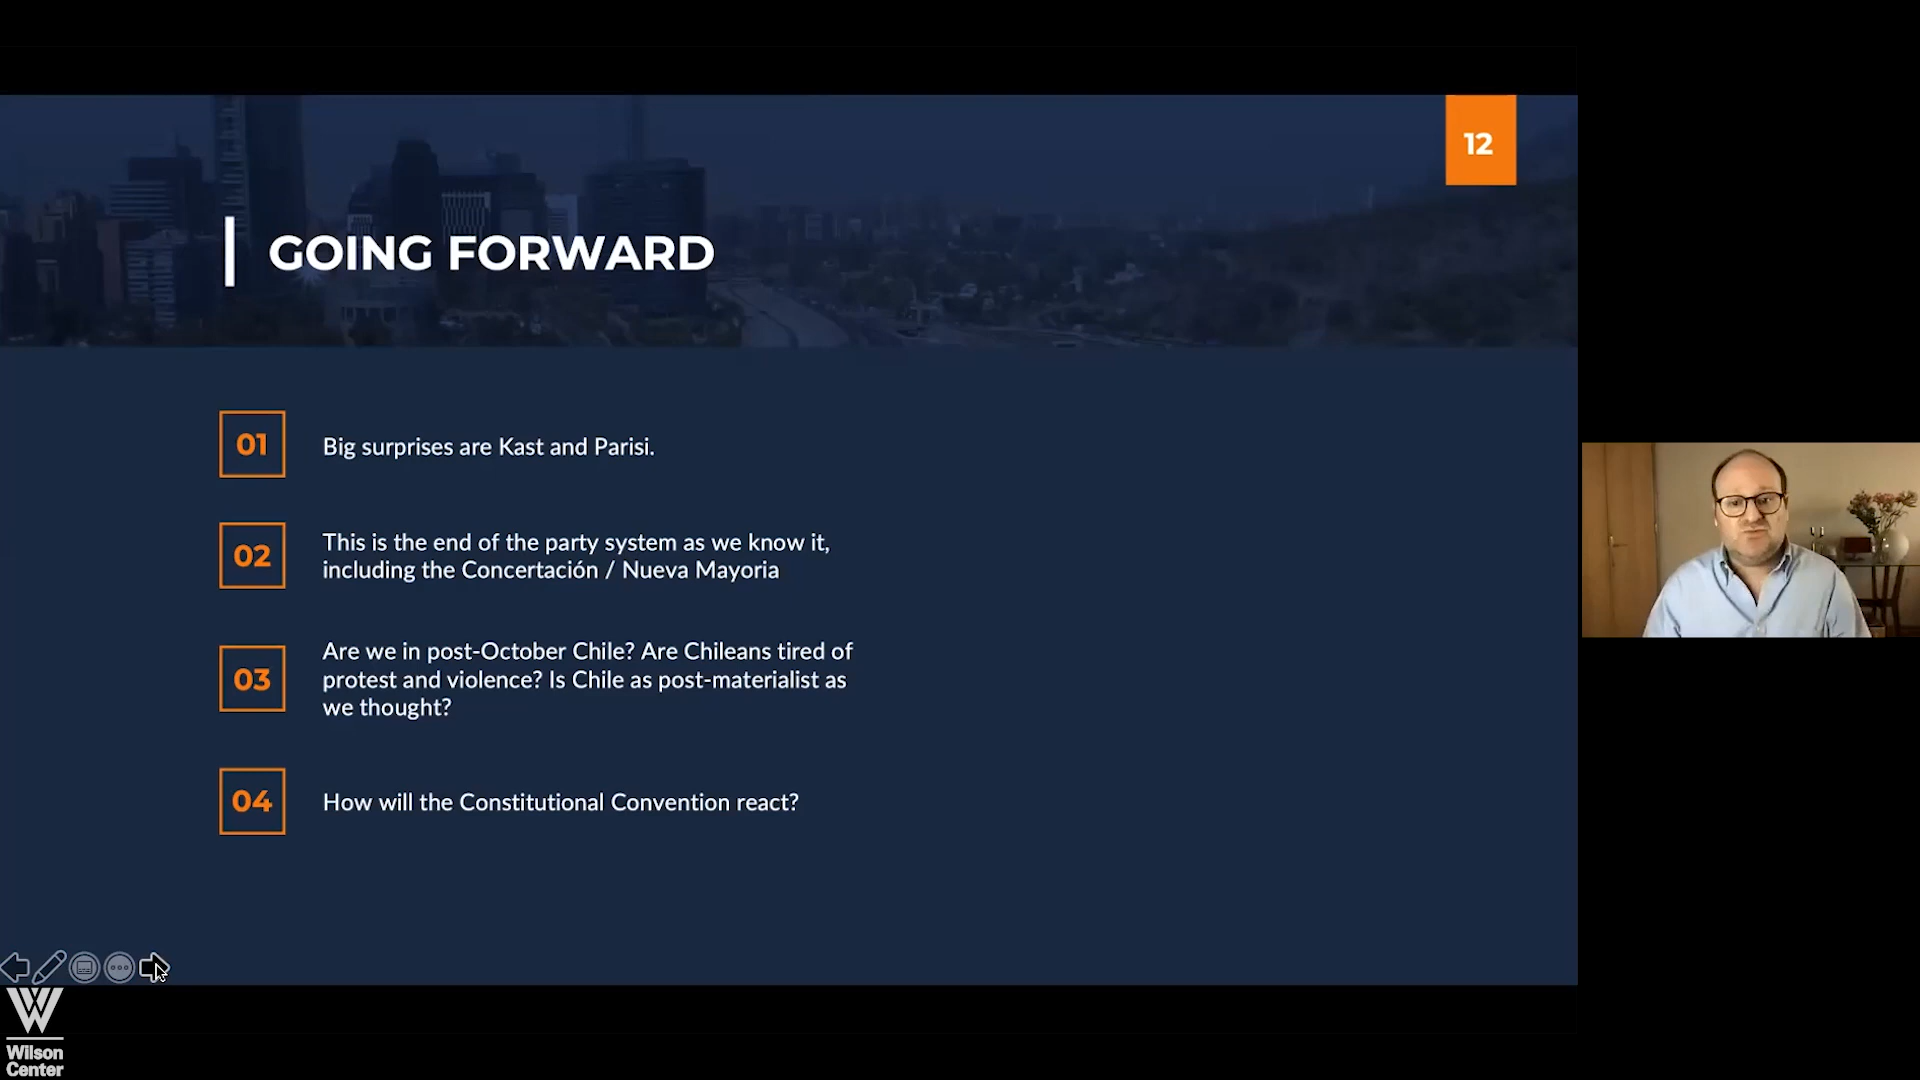 12
GOING FORWARD
01
Big surprises are Kast and Parisi.
02
This is the end of the party system as we know it,
including the Concertación / Nueva Mayoria
03
Are we in post-October Chile? Are Chileans tired of
protest and violence? Is Chile as post-materialist as
we thought?
04
How will the Constitutional Convention react?
Wilson
Center